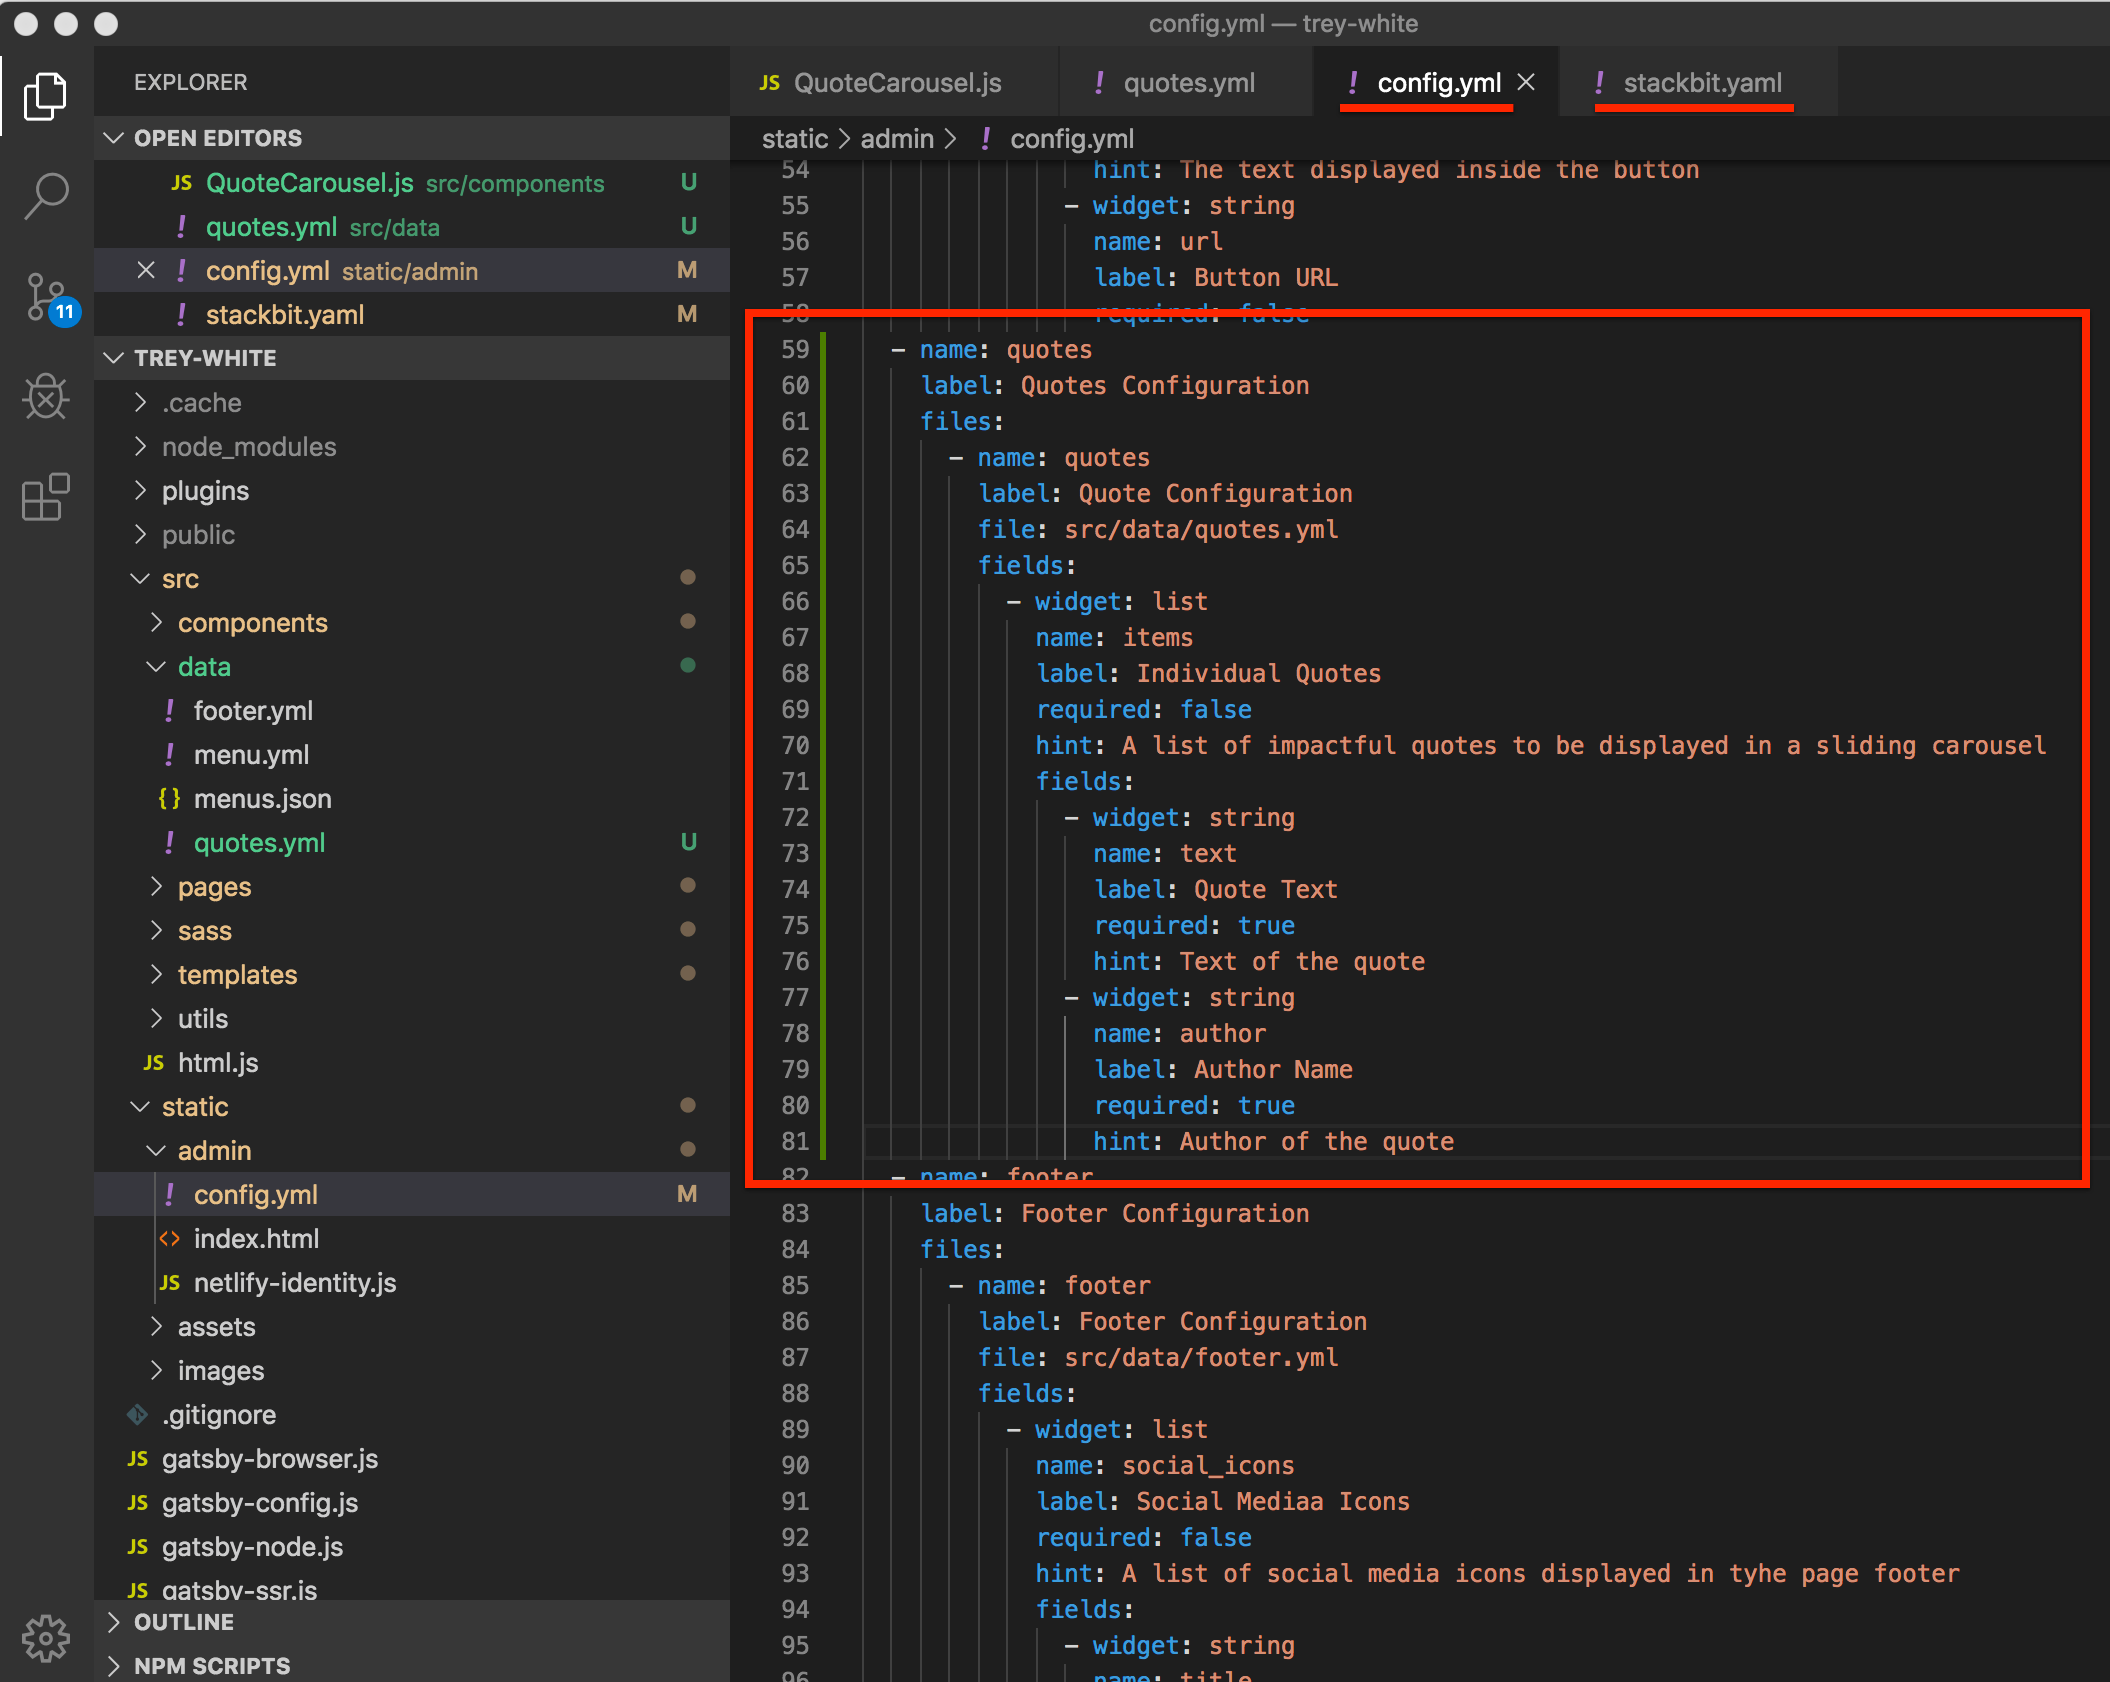 config.yml — trey-white
EXPLORER
OPEN EDITORS
JS QuoteCarousel.js src/components U
! quotes.yml src/data U
! config.yml static/admin M
! stackbit.yaml M
11
TREY-WHITE
.cache
node_modules
plugins
public
src
components
data
! footer.yml
! menu.yml
{} menus.json
! quotes.yml U
pages
sass
templates
utils
JS html.js
static
admin
! config.yml M
<> index.html
JS netlify-identity.js
assets
images
.gitignore
JS gatsby-browser.js
JS gatsby-config.js
JS gatsby-node.js
JS gatsby-ssr.js
OUTLINE
NPM SCRIPTS
JS QuoteCarousel.js ! quotes.yml ! config.yml ! stackbit.yaml
static > admin > ! config.yml
54 hint: The text displayed inside the button
55 - widget: string
56 name: url
57 label: Button URL
58 required: false
59 - name: quotes
60 label: Quotes Configuration
61 files:
62 - name: quotes
63 label: Quote Configuration
64 file: src/data/quotes.yml
65 fields:
66 - widget: list
67 name: items
68 label: Individual Quotes
69 required: false
70 hint: A list of impactful quotes to be displayed in a sliding carousel
71 fields:
72 - widget: string
73 name: text
74 label: Quote Text
75 required: true
76 hint: Text of the quote
77 - widget: string
78 name: author
79 label: Author Name
80 required: true
81 hint: Author of the quote
82 - name: footer
83 label: Footer Configuration
84 files:
85 - name: footer
86 label: Footer Configuration
87 file: src/data/footer.yml
88 fields:
89 - widget: list
90 name: social_icons
91 label: Social Mediaa Icons
92 required: false
93 hint: A list of social media icons displayed in tyhe page footer
94 fields:
95 - widget: string
96 name: title